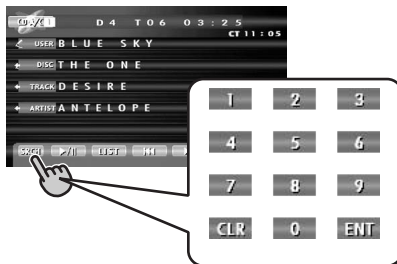 D4 T06 03:25
CT 11:05
USER BLUE SKY
DISC THE ONE
TRACK DESIRE
ARTIST ANTELOPE
SRCH ▶/II LIST I◀◀
1 2 3
4 5 6
7 8 9
CLR 0 ENT